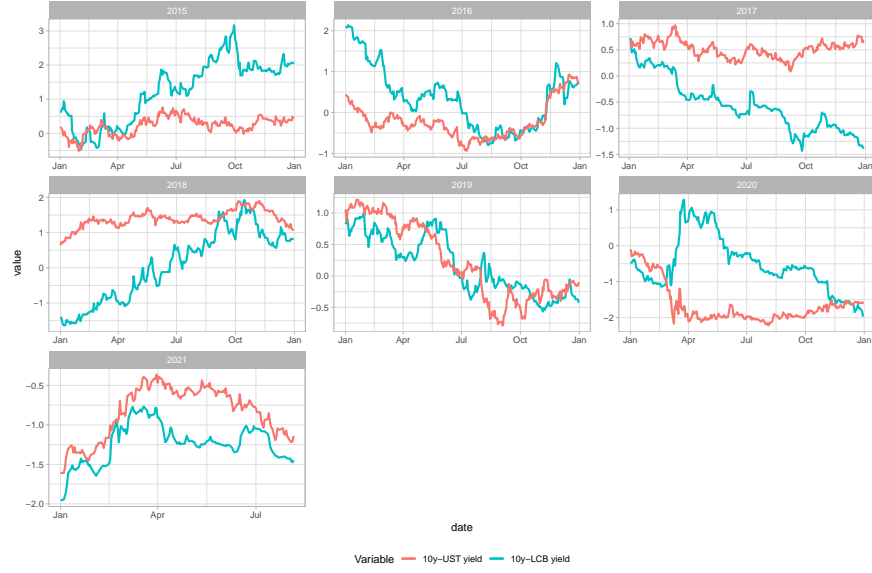 2015
3
2
1
0
Jan
Apr
Jul
Oct
Jan
2016
2
1
0
−1
Jan
Apr
Jul
Oct
Jan
2017
1.0
0.5
0.0
−0.5
−1.0
−1.5
Jan
Apr
Jul
Oct
Jan
2018
2
1
0
−1
Jan
Apr
Jul
Oct
Jan
2019
1.0
0.5
0.0
−0.5
Jan
Apr
Jul
Oct
Jan
2020
1
0
−1
−2
Jan
Apr
Jul
Oct
Jan
2021
−0.5
−1.0
−1.5
−2.0
Jan
Apr
Jul
value
date
Variable 10y−UST yield 10y−LCB yield